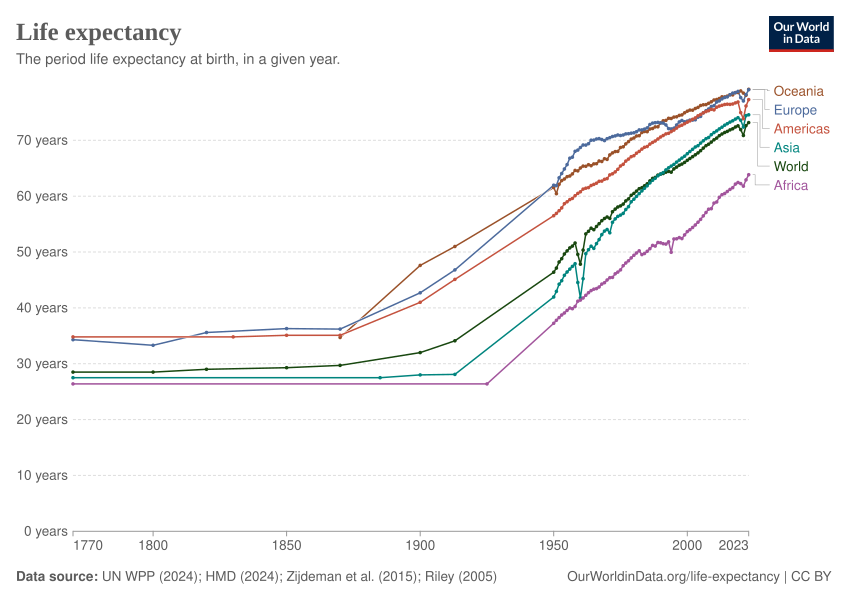 Life expectancy
The period life expectancy at birth, in a given year.
Our World
in Data
Oceania
Europe
Americas
Asia
World
Africa
70 years
60 years
50 years
40 years
30 years
20 years
10 years
0 years
1770 1800 1850 1900 1950 2000 2023
Data source: UN WPP (2024); HMD (2024); Zijdeman et al. (2015); Riley (2005)
OurWorldinData.org/life-expectancy | CC BY